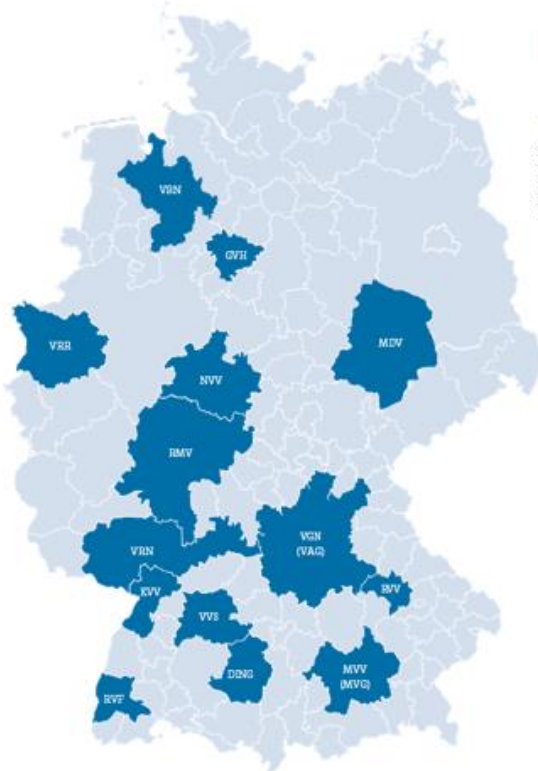 VBN
GVH
VRR
MDV
NVV
RMV
VGN
(VAG)
VRN
KVV
RVV
VVS
DING
MVV
(MVG)
RVF